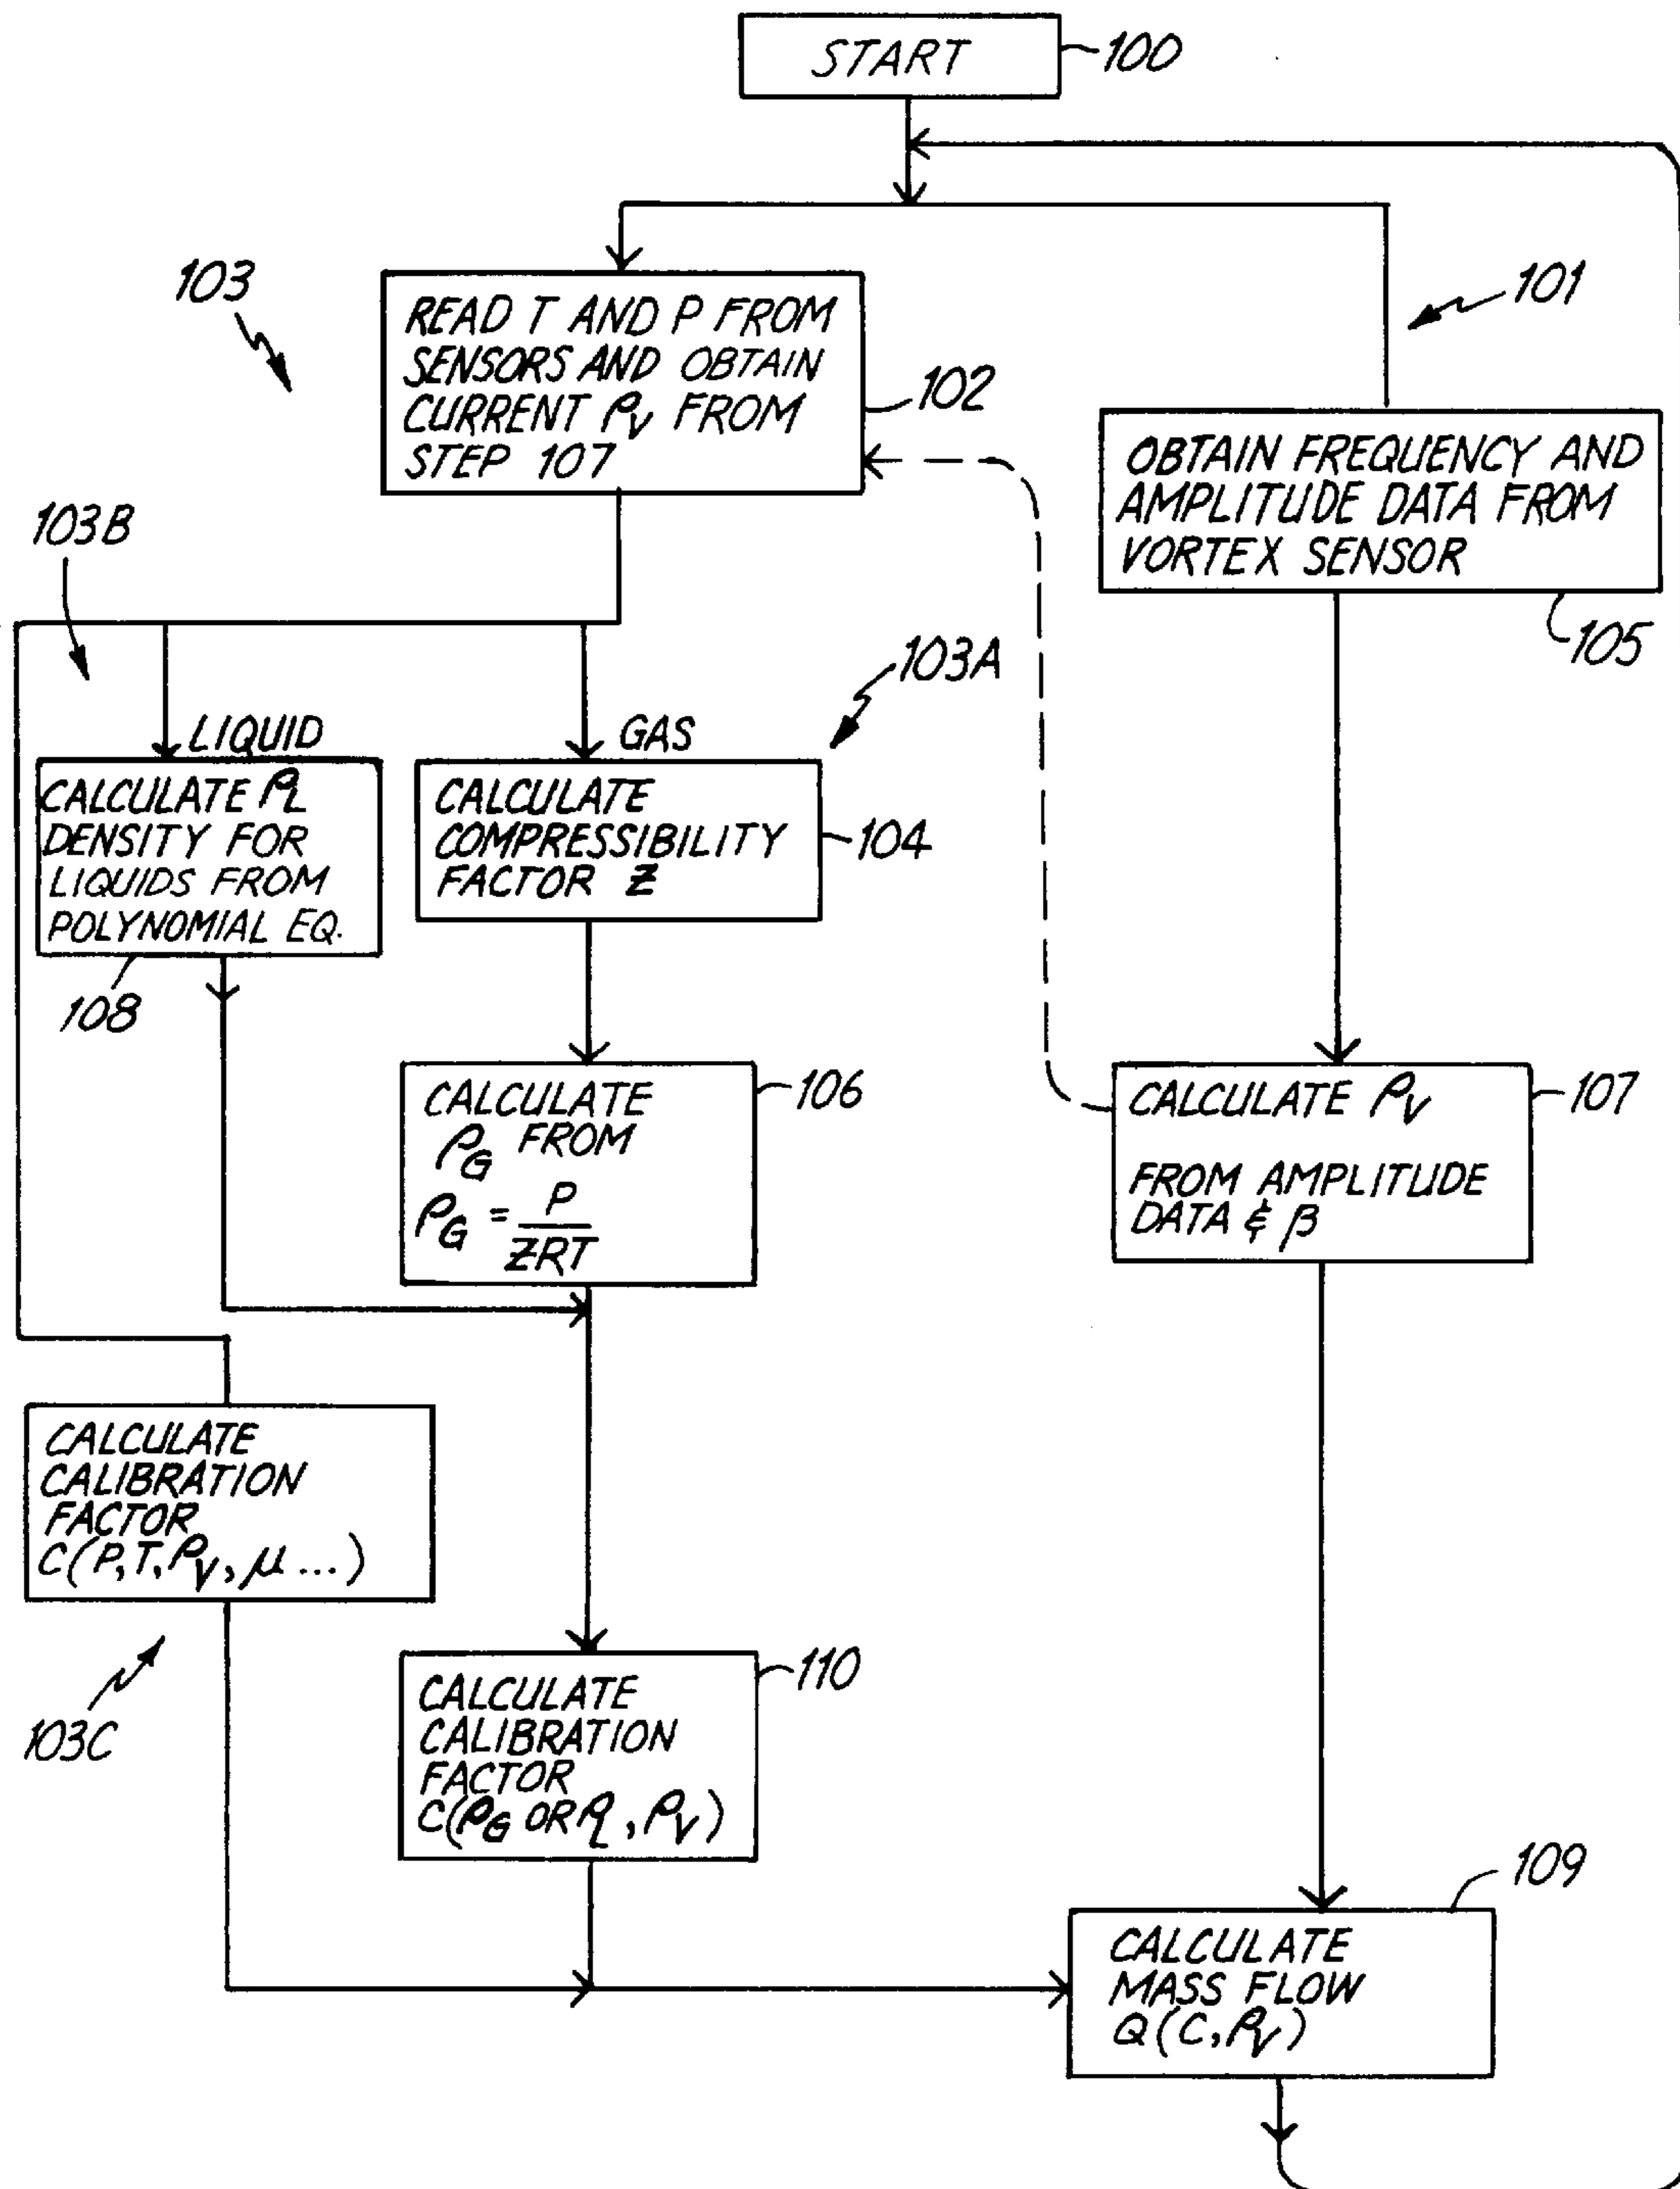 START
100
103
101
READ T AND P FROM
SENSORS AND OBTAIN
CURRENT ρV FROM
STEP 107
102
OBTAIN FREQUENCY AND
AMPLITUDE DATA FROM
VORTEX SENSOR
105
103B
103A
LIQUID
GAS
CALCULATE ρL
DENSITY FOR
LIQUIDS FROM
POLYNOMIAL EQ.
108
CALCULATE
COMPRESSIBILITY
FACTOR Z
104
CALCULATE
ρG FROM
ρG = P
ZRT
106
CALCULATE ρV
FROM AMPLITUDE
DATA & β
107
CALCULATE
CALIBRATION
FACTOR
C(P,T,ρV,μ...)
103C
CALCULATE
CALIBRATION
FACTOR
C(ρG OR ρL,ρV)
110
109
CALCULATE
MASS FLOW
Q(C,ρV)